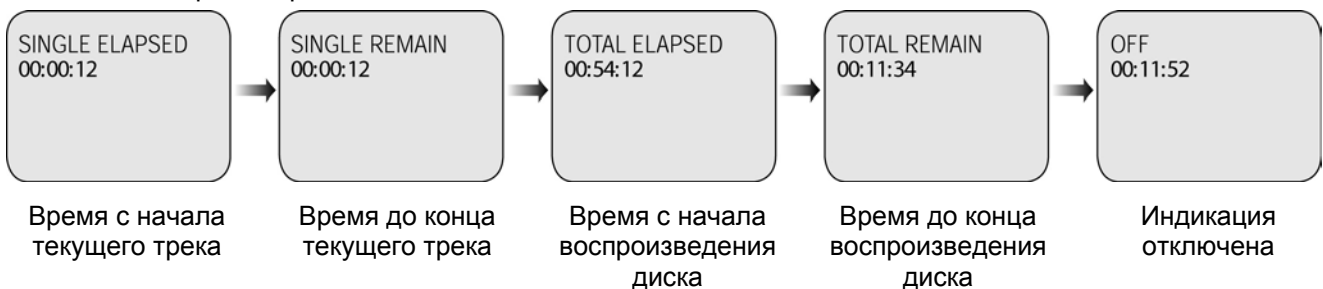 SINGLE ELAPSED
00:00:12
SINGLE REMAIN
00:00:12
TOTAL ELAPSED
00:54:12
TOTAL REMAIN
00:11:34
OFF
00:11:52
Время с начала
текущего трека
Время до конца
текущего трека
Время с начала
воспроизведения
диска
Время до конца
воспроизведения
диска
Индикация
отключена